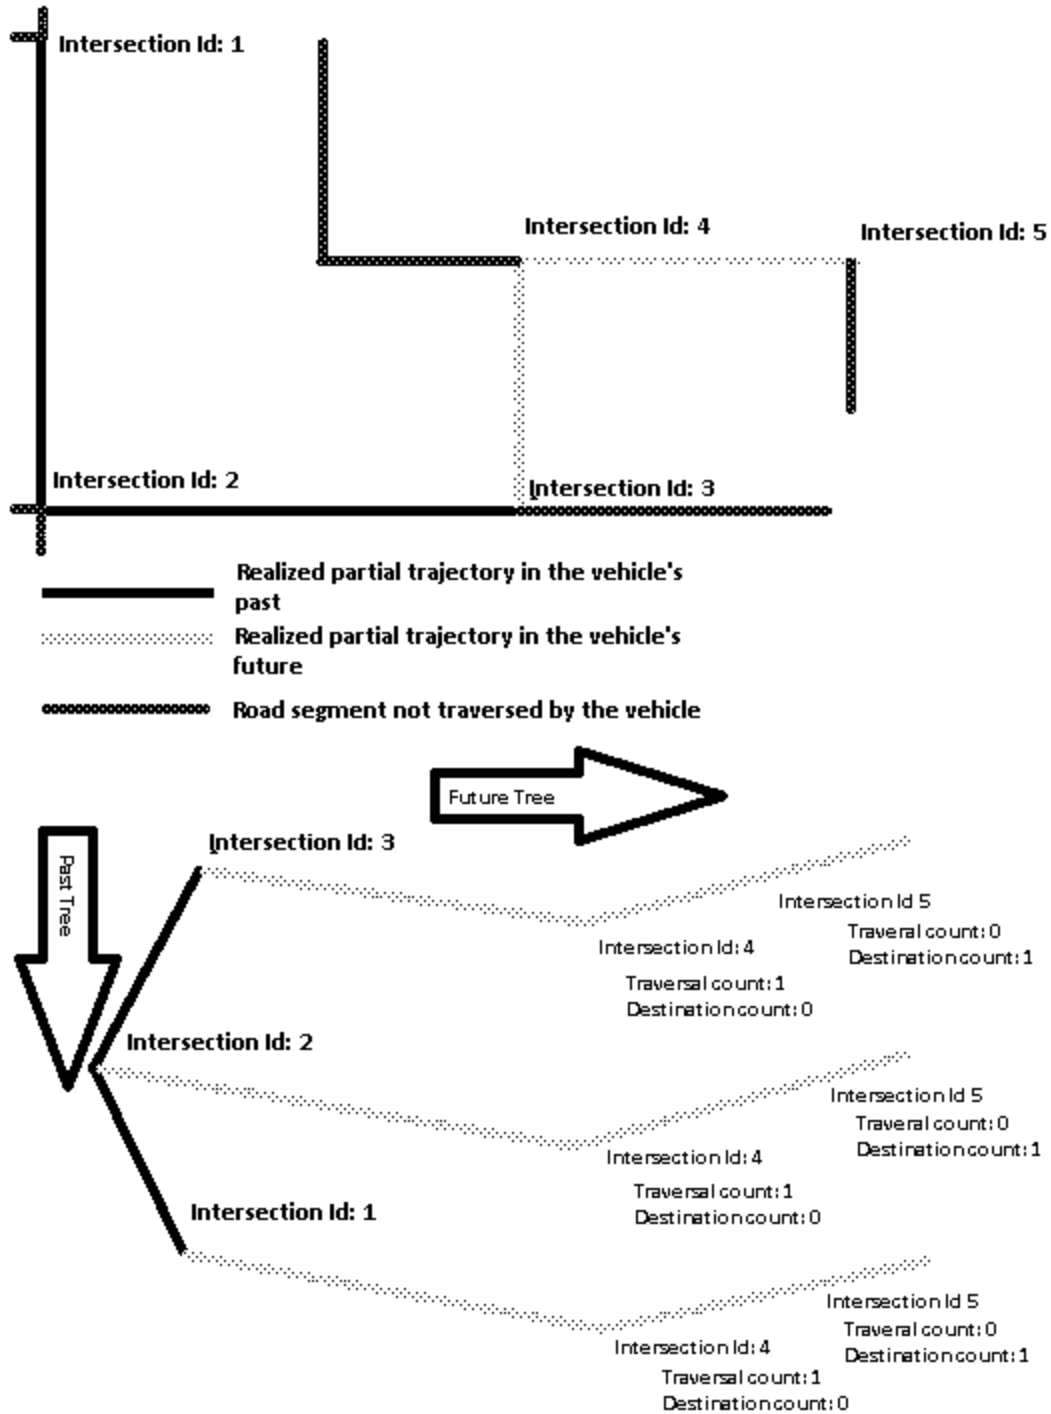 Intersection Id: 1
Intersection Id: 4
Intersection Id: 5
Intersection Id: 2
Intersection Id: 3
Realized partial trajectory in the vehicle's
past
Realized partial trajectory in the vehicle's
future
Road segment not traversed by the vehicle
Future Tree
Past Tree
Intersection Id: 3
Intersection Id 5
Traveral count: 0
Destination count: 1
Intersection Id: 4
Traversal count: 1
Destination count: 0
Intersection Id: 2
Intersection Id 5
Traveral count: 0
Destination count: 1
Intersection Id: 4
Traversal count: 1
Destination count: 0
Intersection Id: 1
Intersection Id 5
Traveral count: 0
Destination count: 1
Intersection Id: 4
Traversal count: 1
Destination count: 0